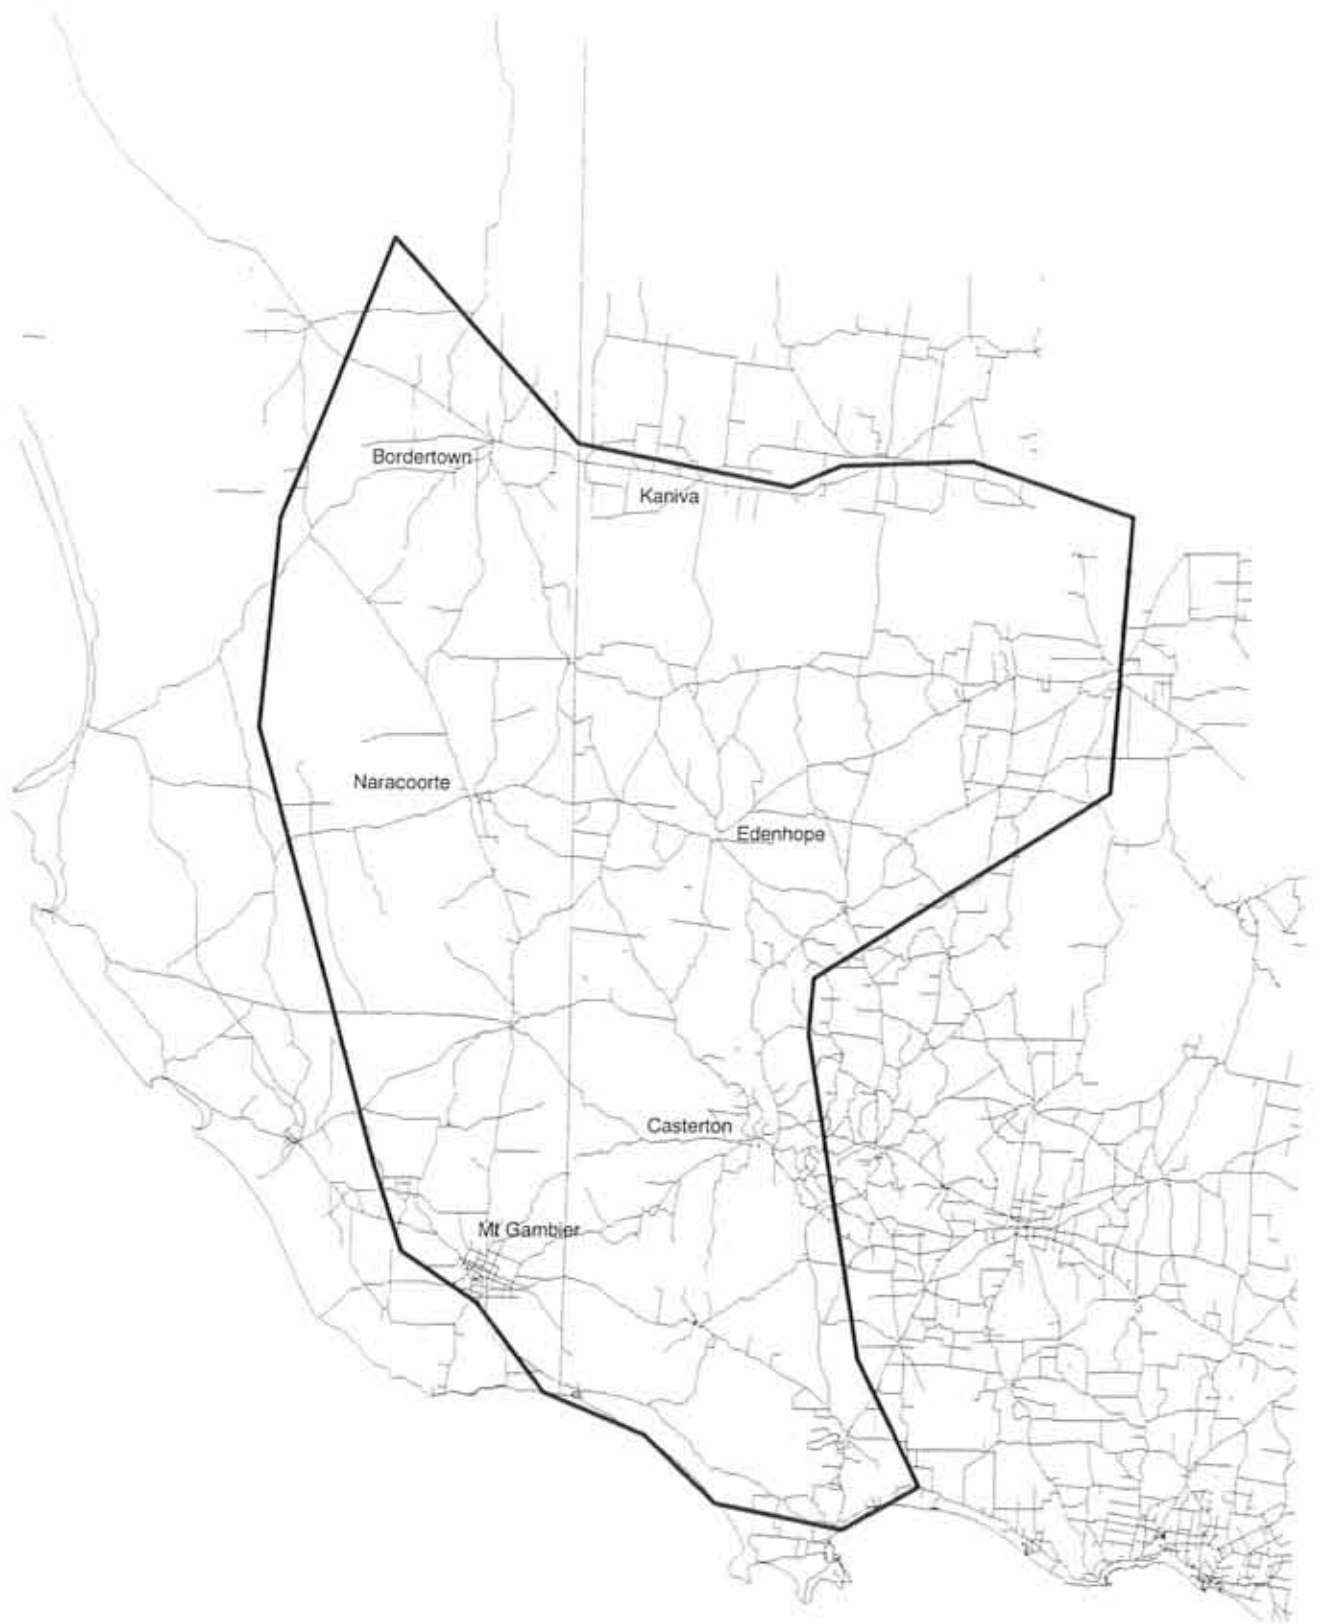 Bordertown
Kaniva
Naracoorte
Edenhope
Casterton
Mt Gambier